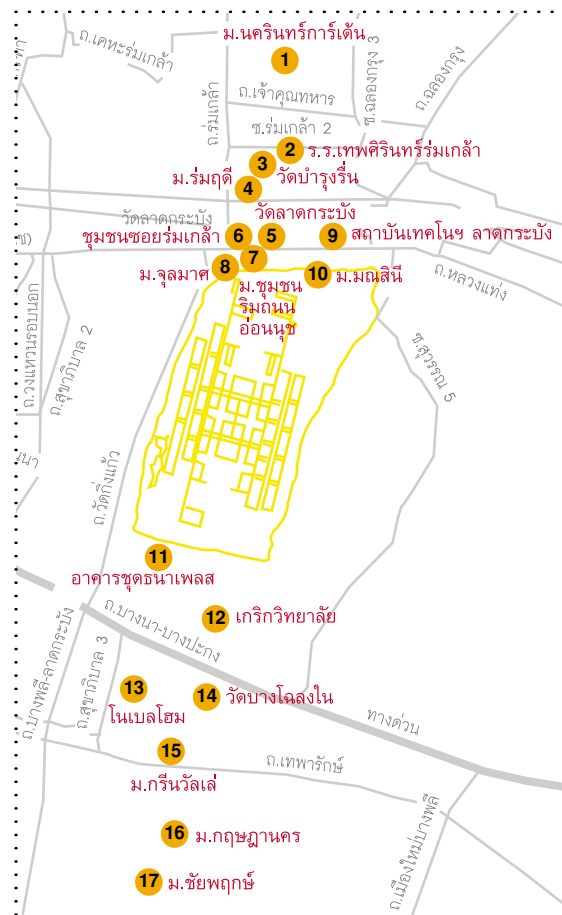 ม.นครินทร์การ์เด้น
1
ถ.เคหะร่มเกล้า
ซ.ฉลองกรุง 3
ถ.ฉลองกรุง
ถ.ร่มเกล้า
ถ.เจ้าคุณทหาร
ซ.ร่มเกล้า 2
2 ร.ร.เทพศิรินทร์ร่มเกล้า
3 วัดบำรุงรื่น
ม.ร่มฤดี
4
วัดลาดกระบัง
วัดลาดกระบัง
ชุมชนซอยร่มเกล้า 6 5
9 สถาบันเทคโนฯ ลาดกระบัง
ช)
ม.จุลมาศ 8 7
10 ม.มณสินี
ถ.หลวงแพ่ง
ม.ชุมชน
ริมถนน
อ่อนนุช
ถ.วงแหวนรอบนอก
ถ.สุขาภิบาล 2
ซ.สุวรรณ 5
ถ.วัดกิ่งแก้ว
11
อาคารชุดธนาเพลส
12 เกริกวิทยาลัย
ถ.บางนา-บางปะกง
ถ.บางพลี-ลาดกระบัง
ถ.สุขาภิบาล 3
13
โนเบลโฮม
14 วัดบางโฉลงใน
ทางด่วน
15
ม.กรีนวัลเล่
ถ.เทพารักษ์
16 ม.กฤษฎานคร
ถ.เมืองใหม่บางพลี
17 ม.ชัยพฤกษ์